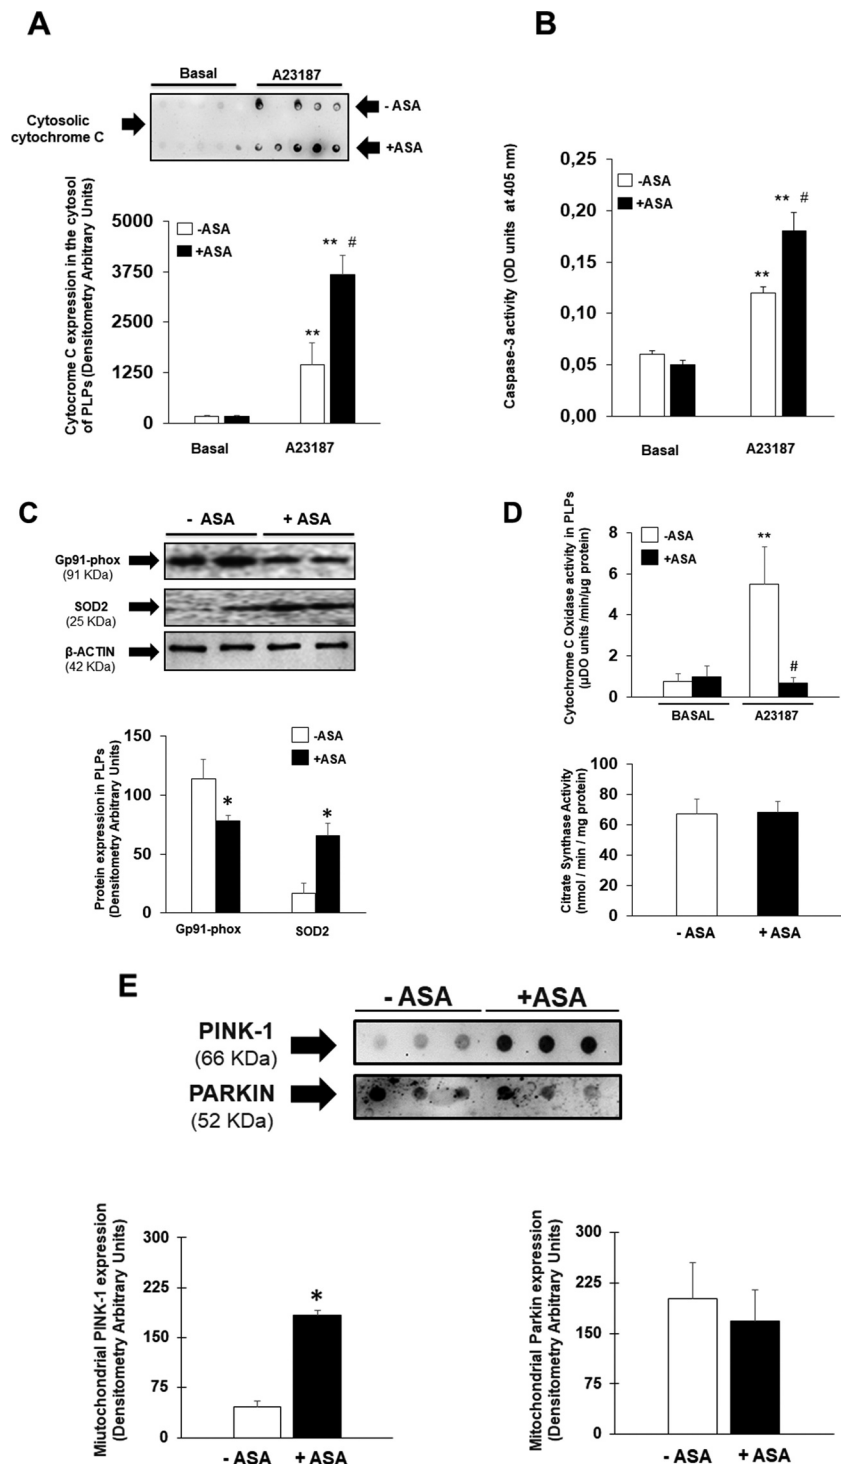 A
Basal A23187
Cytosolic
cytochrome C
- ASA
+ASA
Cytocrome C expression in the cytosol
of PLPs (Densitometry Arbitrary Units)
5000
3750
2500
1250
0
-ASA
+ASA
**
** #
Basal A23187
B
Caspase-3 activity (OD units at 405 nm)
0,25
0,20
0,15
0,10
0,05
0,00
-ASA
+ASA
**
** #
Basal A23187
C
- ASA + ASA
Gp91-phox
(91 KDa)
SOD2
(25 KDa)
β-ACTIN
(42 KDa)
Protein expression in PLPs
(Densitometry Arbitrary Units)
150
100
50
0
-ASA
+ASA
*
*
Gp91-phox SOD2
D
Cytochrome C Oxidase activity in PLPs
(µDO units /min/µg protein)
8
6
4
2
0
-ASA
+ASA
**
#
BASAL A23187
Citrate Synthase Activity
(nmol / min / mg protein)
100
80
60
40
20
0
- ASA + ASA
E
- ASA +ASA
PINK-1
(66 KDa)
PARKIN
(52 KDa)
Miutochondrial PINK-1 expression
(Densitometry Arbitrary Units)
300
225
150
75
0
*
- ASA + ASA
Mitochondrial Parkin expression
(Densitometry Arbitrary Units)
300
225
150
75
0
- ASA + ASA